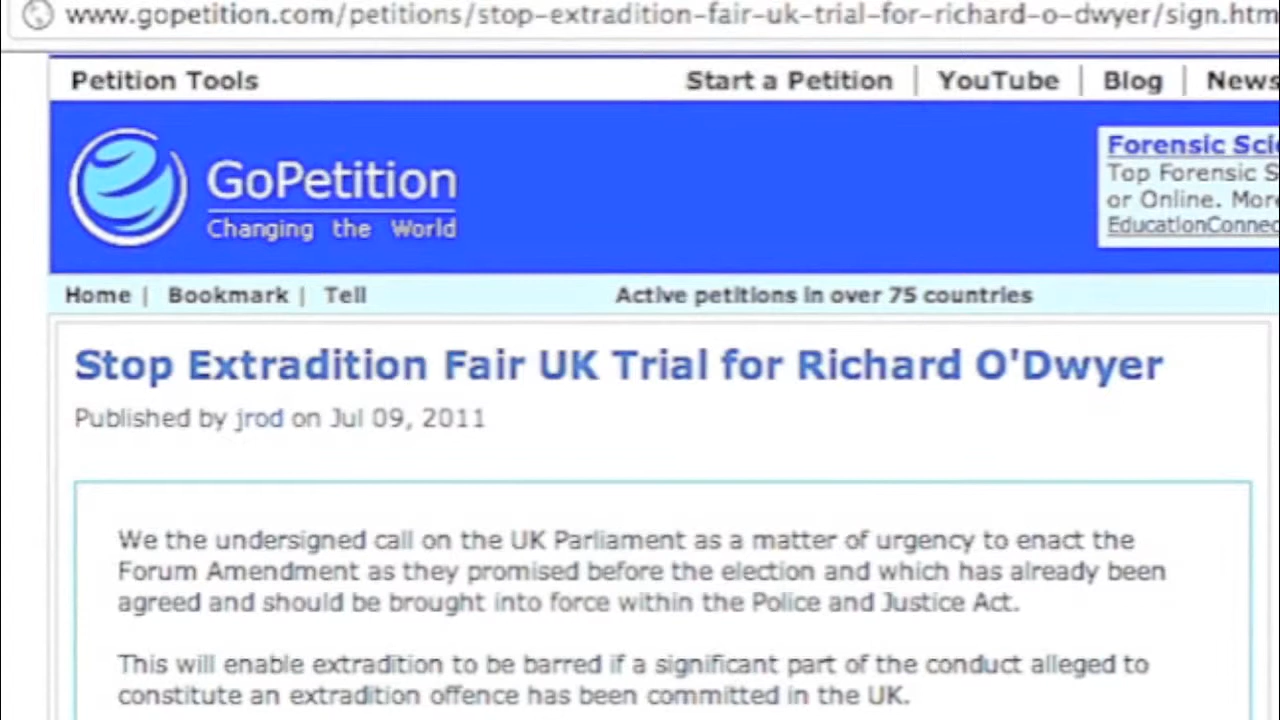 www.gopetition.com/petitions/stop-extradition-fair-uk-trial-for-richard-o-dwyer/sign.htm
Petition Tools
Start a Petition | YouTube | Blog | News
GoPetition
Changing the World
Forensic Sci
Top Forensic S
or Online. More
EducationConnec
Home | Bookmark | Tell
Active petitions in over 75 countries
Stop Extradition Fair UK Trial for Richard O'Dwyer
Published by jrod on Jul 09, 2011
We the undersigned call on the UK Parliament as a matter of urgency to enact the
Forum Amendment as they promised before the election and which has already been
agreed and should be brought into force within the Police and Justice Act.
This will enable extradition to be barred if a significant part of the conduct alleged to
constitute an extradition offence has been committed in the UK.